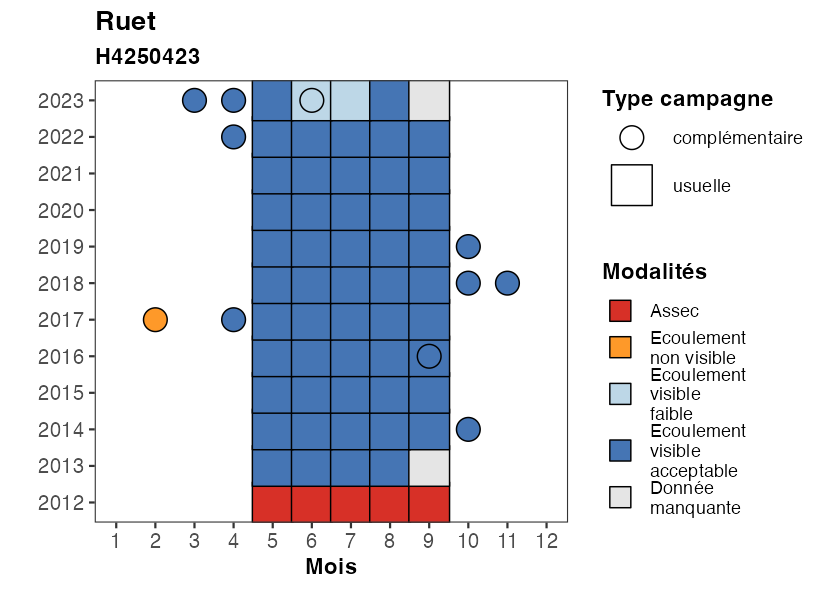 Ruet
H4250423
2023
2022
2021
2020
2019
2018
2017
2016
2015
2014
2013
2012
1 2 3 4 5 6 7 8 9 10 11 12
Mois
Type campagne
complémentaire
usuelle
Modalités
Assec
Ecoulement
non visible
Ecoulement
visible
faible
Ecoulement
visible
acceptable
Donnée
manquante